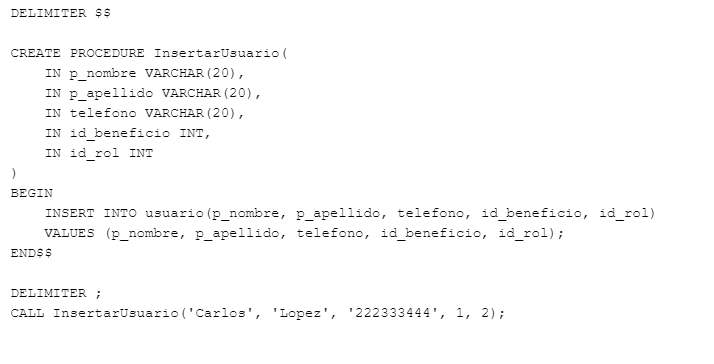 DELIMITER $$
CREATE PROCEDURE InsertarUsuario(
IN p_nombre VARCHAR(20),
IN p_apellido VARCHAR(20),
IN telefono VARCHAR(20),
IN id_beneficio INT,
IN id_rol INT
)
BEGIN
INSERT INTO usuario(p_nombre, p_apellido, telefono, id_beneficio, id_rol)
VALUES (p_nombre, p_apellido, telefono, id_beneficio, id_rol);
END$$
DELIMITER ;
CALL InsertarUsuario('Carlos', 'Lopez', '222333444', 1, 2);